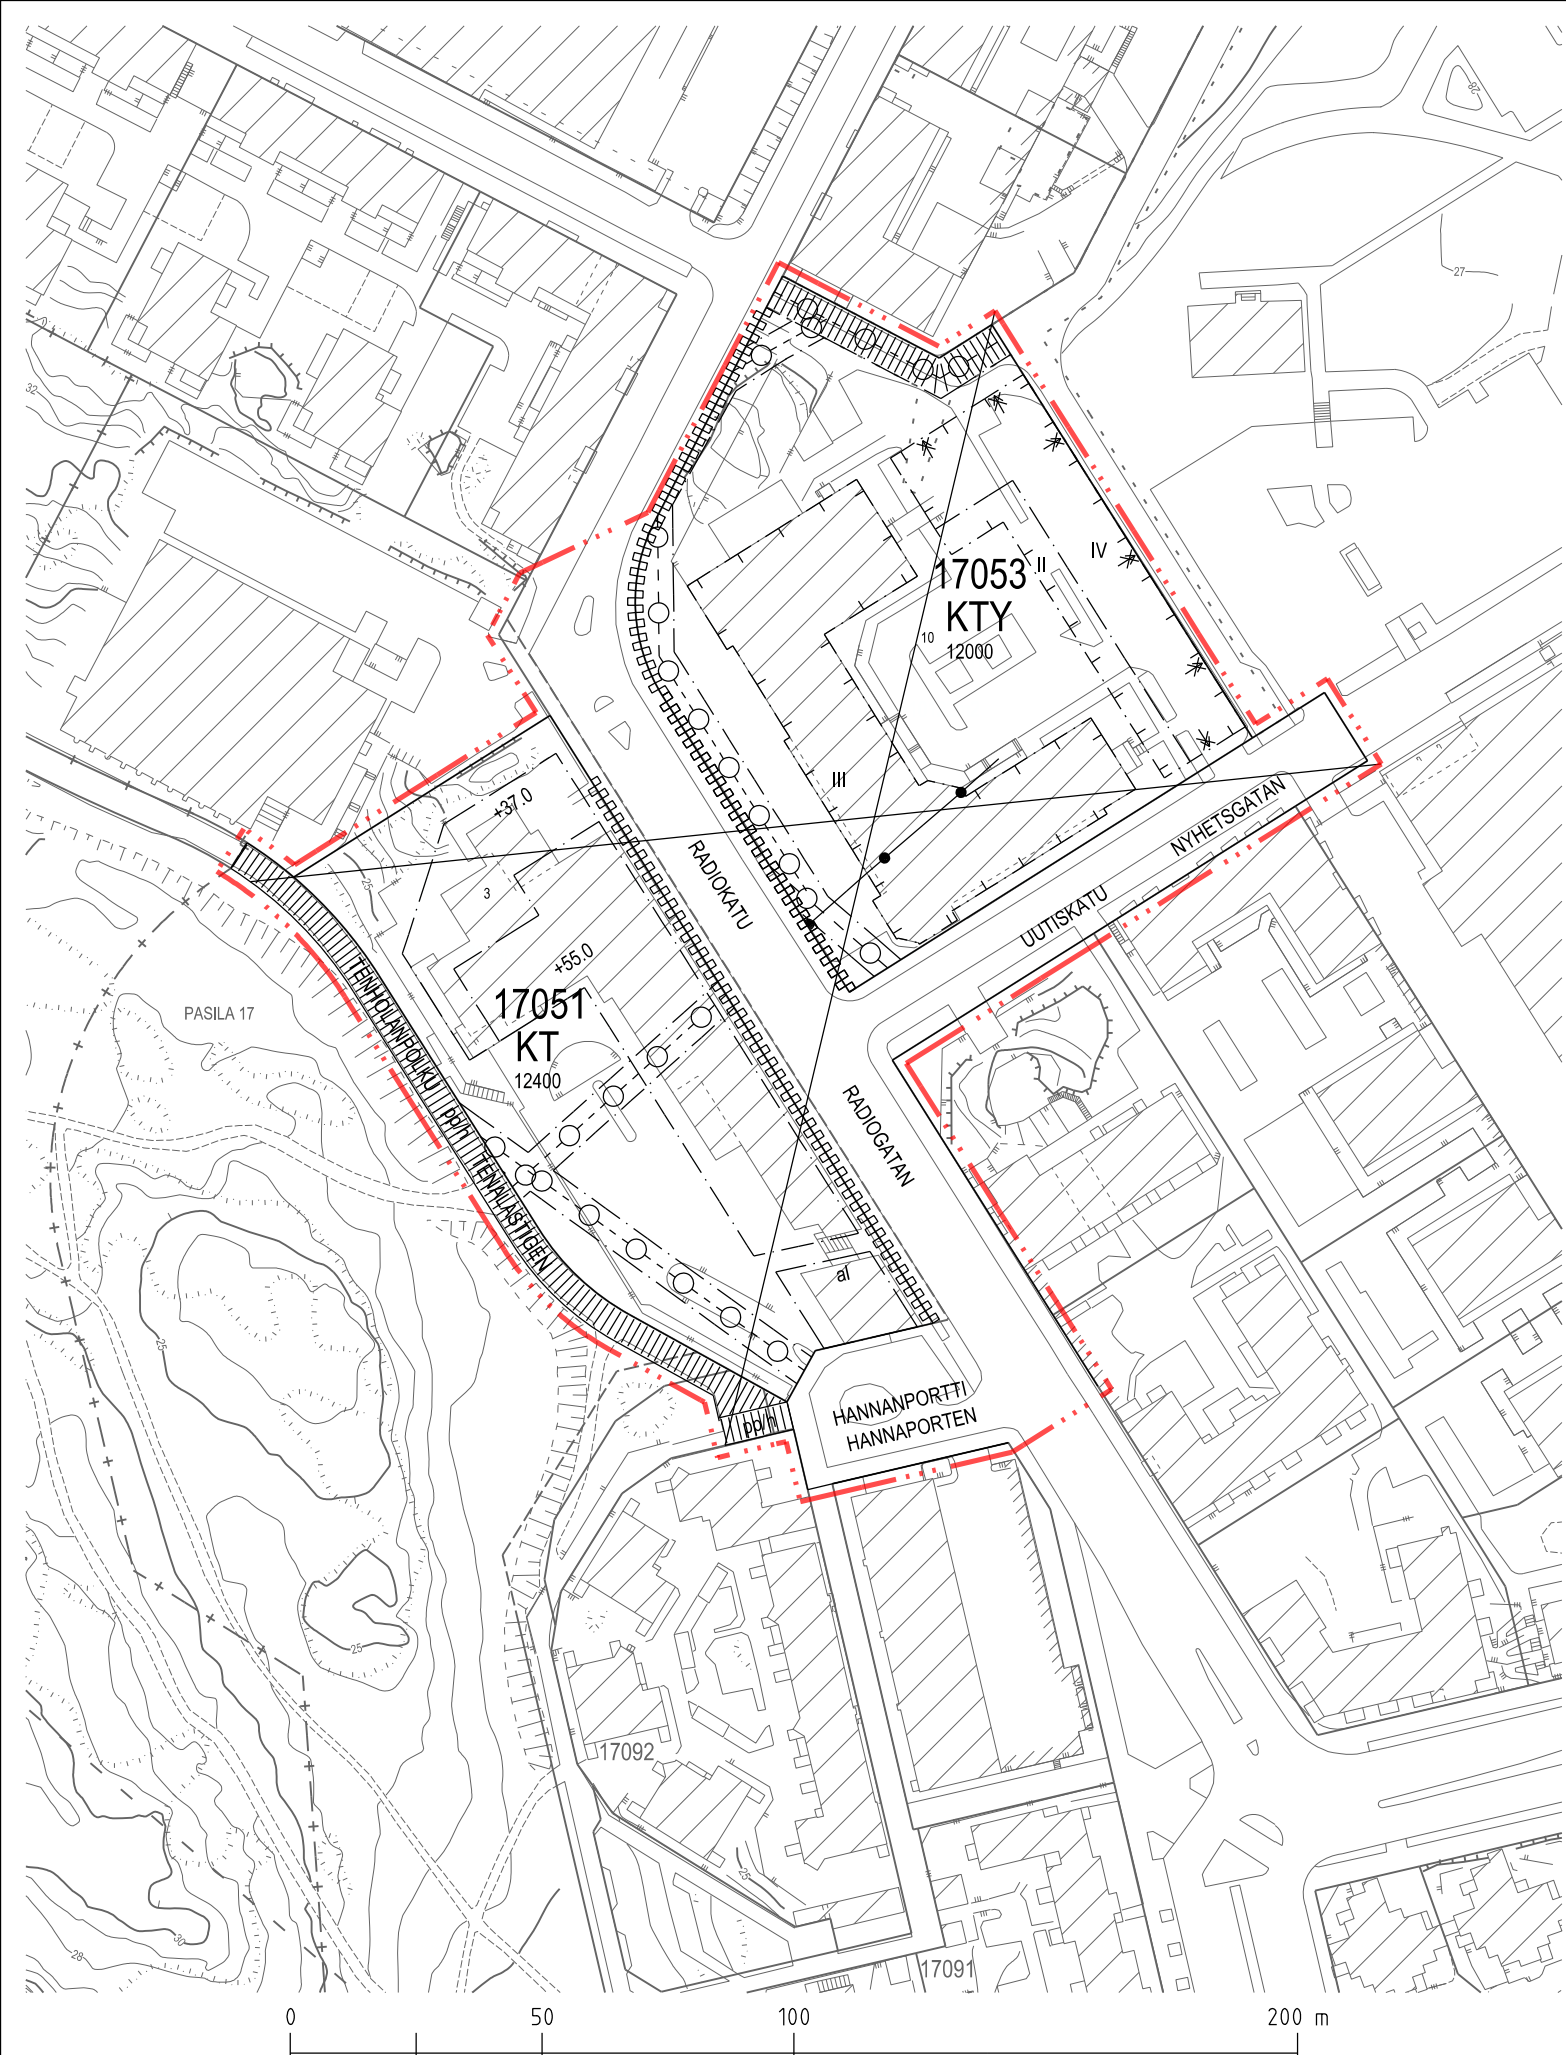 28
27
32
17053
KTY
12000
10
II
IV
III
+37.0
3
25
+55.0
17051
KT
12400
RADIOKATU
RADIOGATAN
UUTISKATU
NYHETSGATAN
TENHOLANPOLKU pp/h TENALASTIGEN
PASILA 17
al
HANNANPORTTI
HANNAPORTEN
pp/h
25
25
17092
25
30
28
17091
0 50 100 200 m